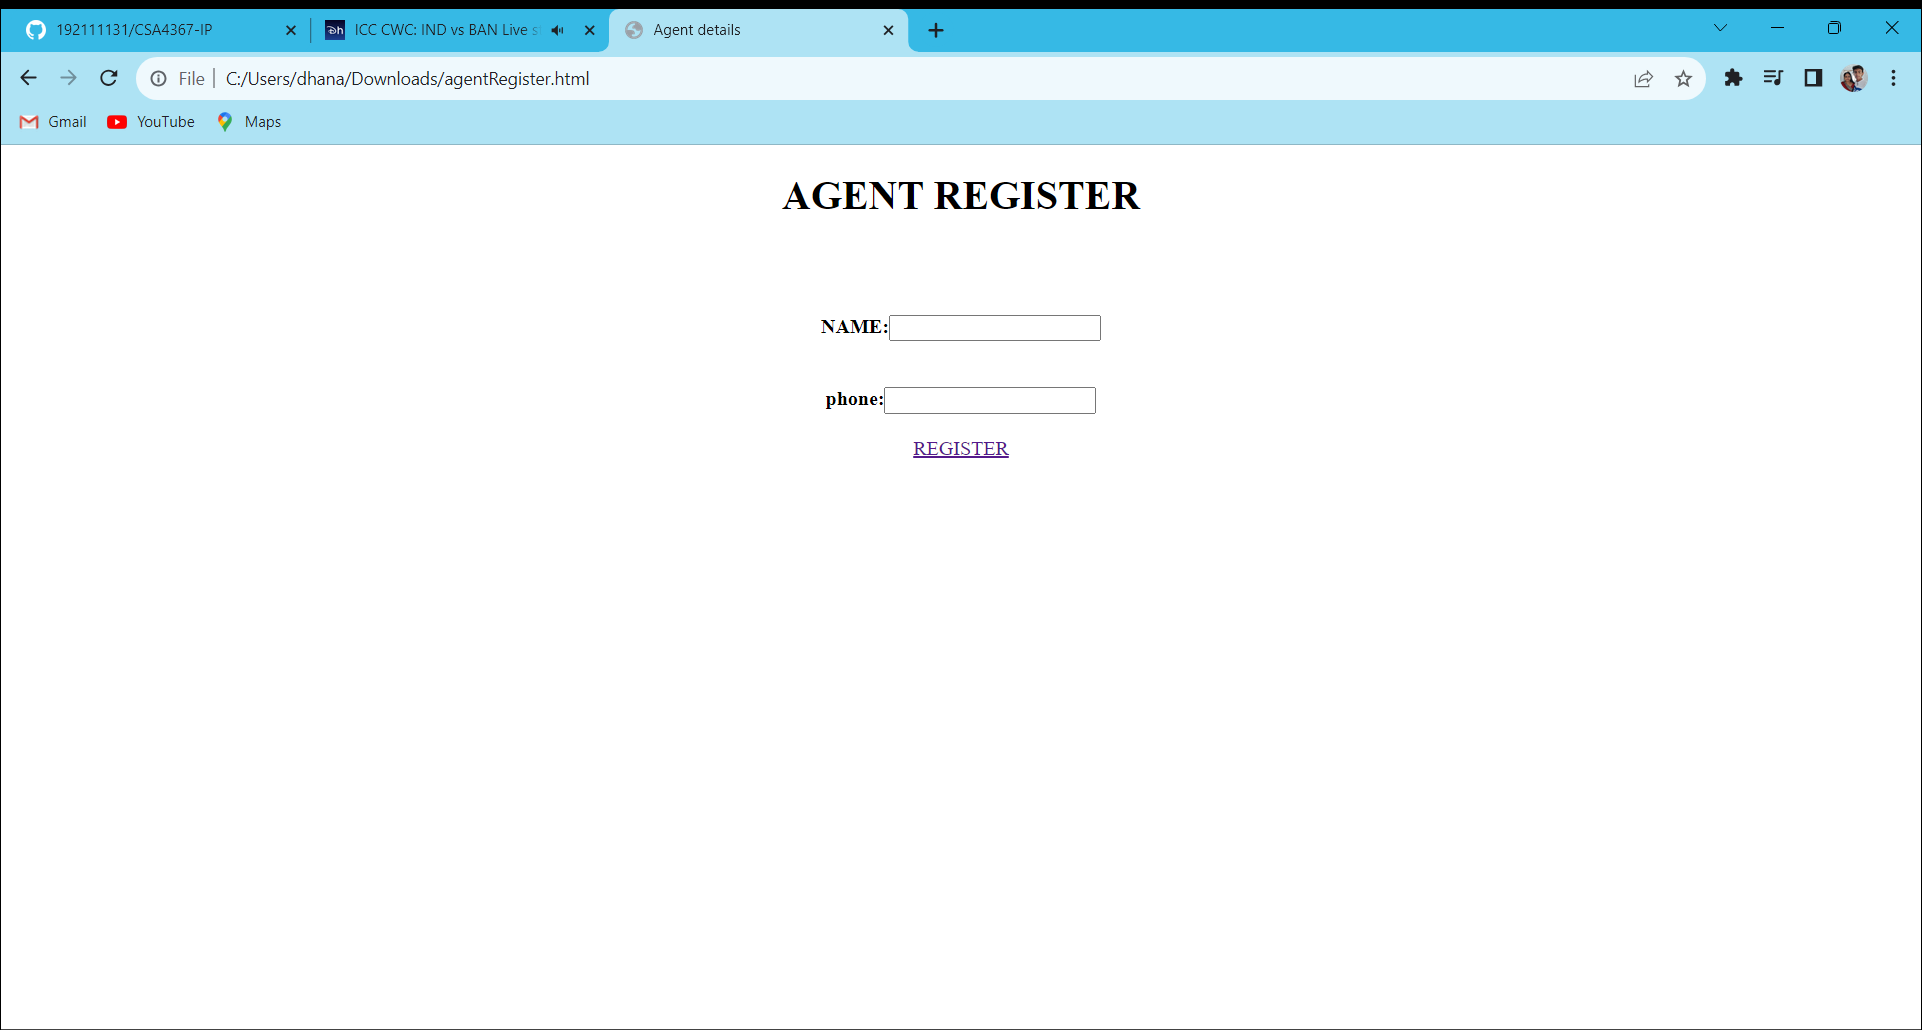 192111131/CSA4367-IP
ICC CWC: IND vs BAN Live
Agent details
File
C:/Users/dhana/Downloads/agentRegister.html
Gmail
YouTube
Maps
AGENT REGISTER
NAME:
phone:
REGISTER